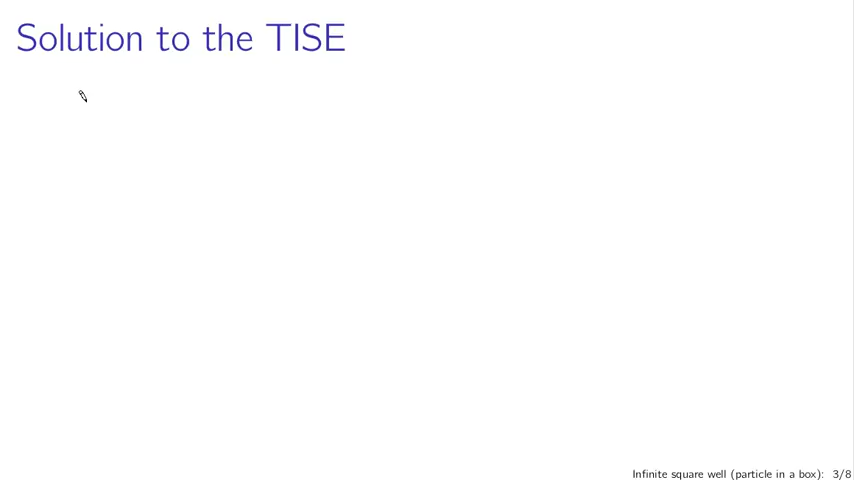 Solution to the TISE
Infinite square well (particle in a box): 3/8